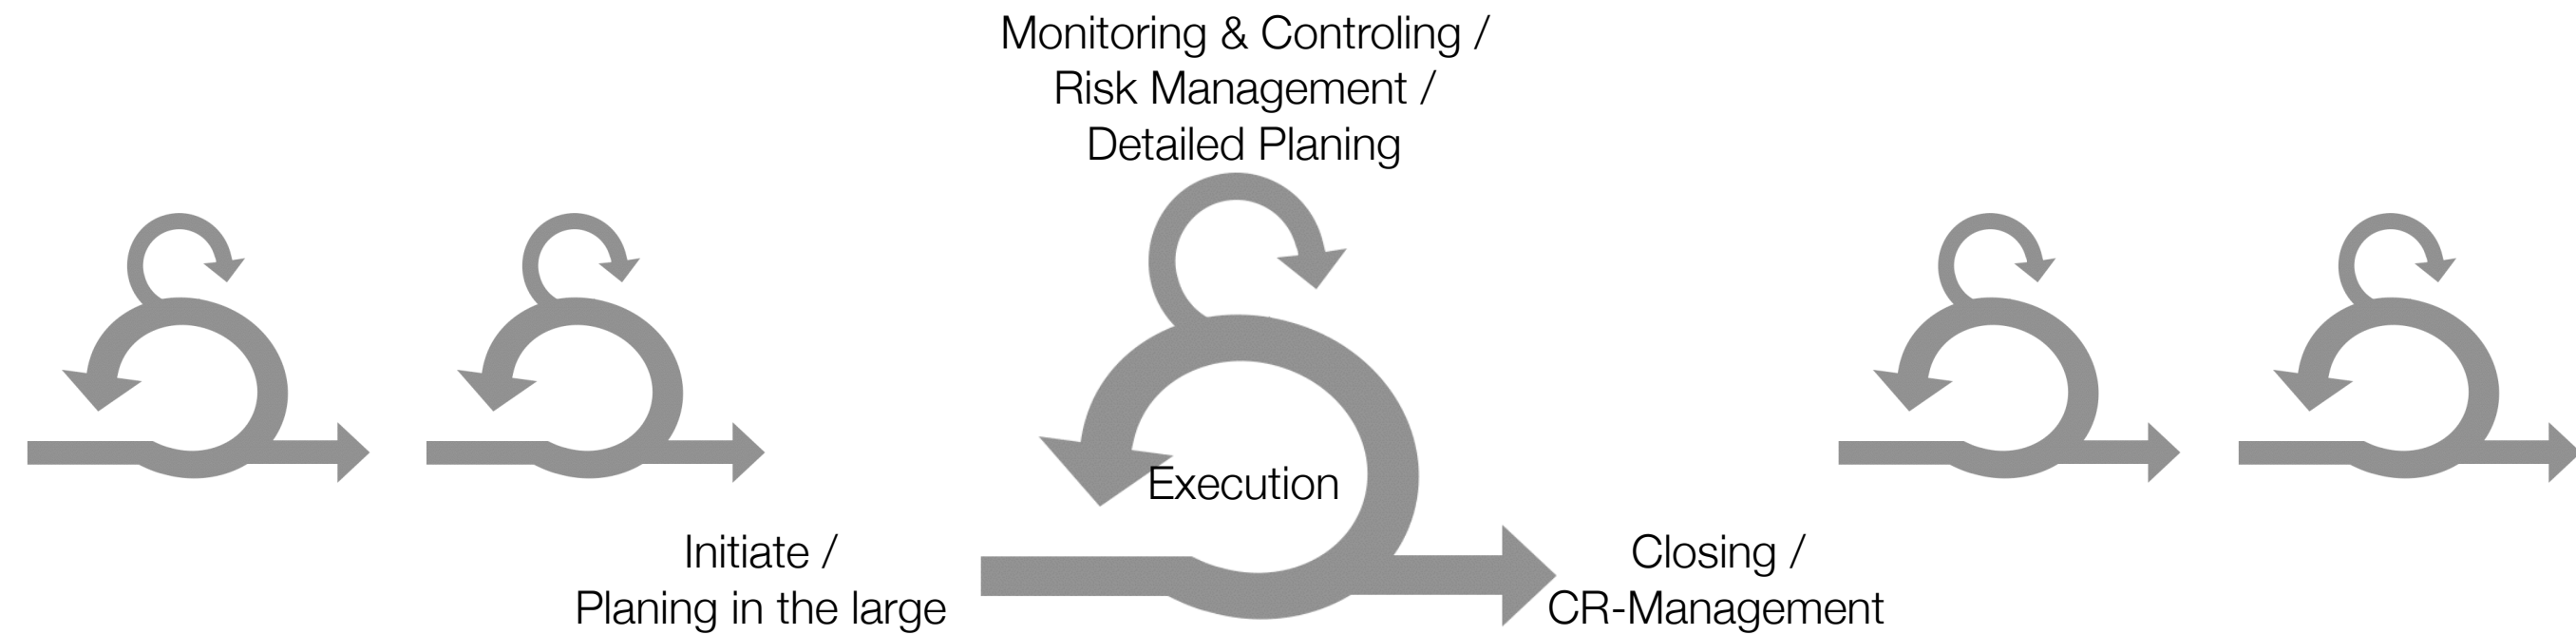 Monitoring & Controling /
Risk Management /
Detailed Planing
Execution
Initiate /
Planing in the large
Closing /
CR-Management